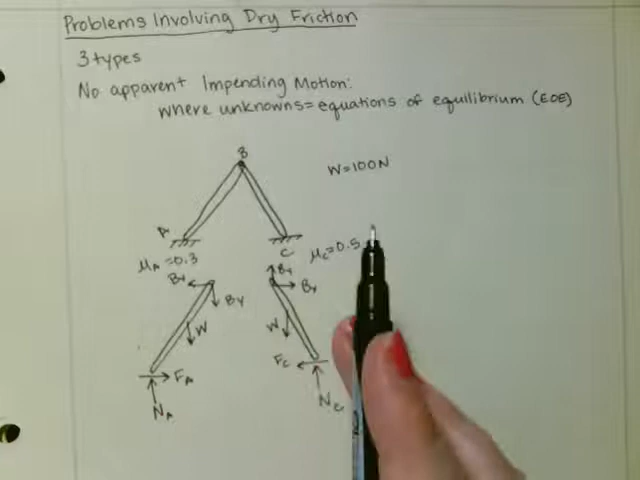 Problems Involving Dry Friction
3 types
No apparent Impending Motion:
where unknowns = equations of equilibrium (EOE)
B
W=100N
A
C
μA=0.3
μC=0.5
By
Bx
BY
W
W
FA
FC
NA
NC